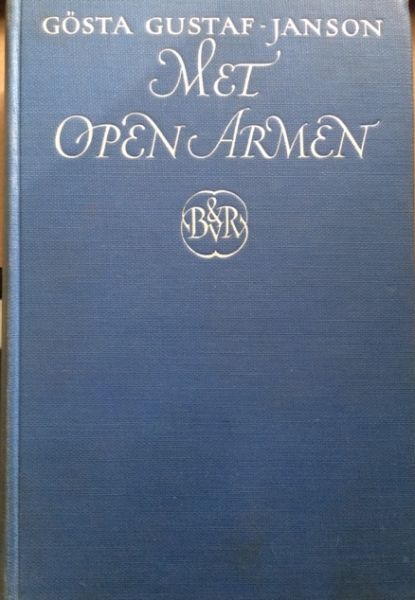 GÖSTA GUSTAF-JANSON
MET
OPEN ARMEN
B&VR